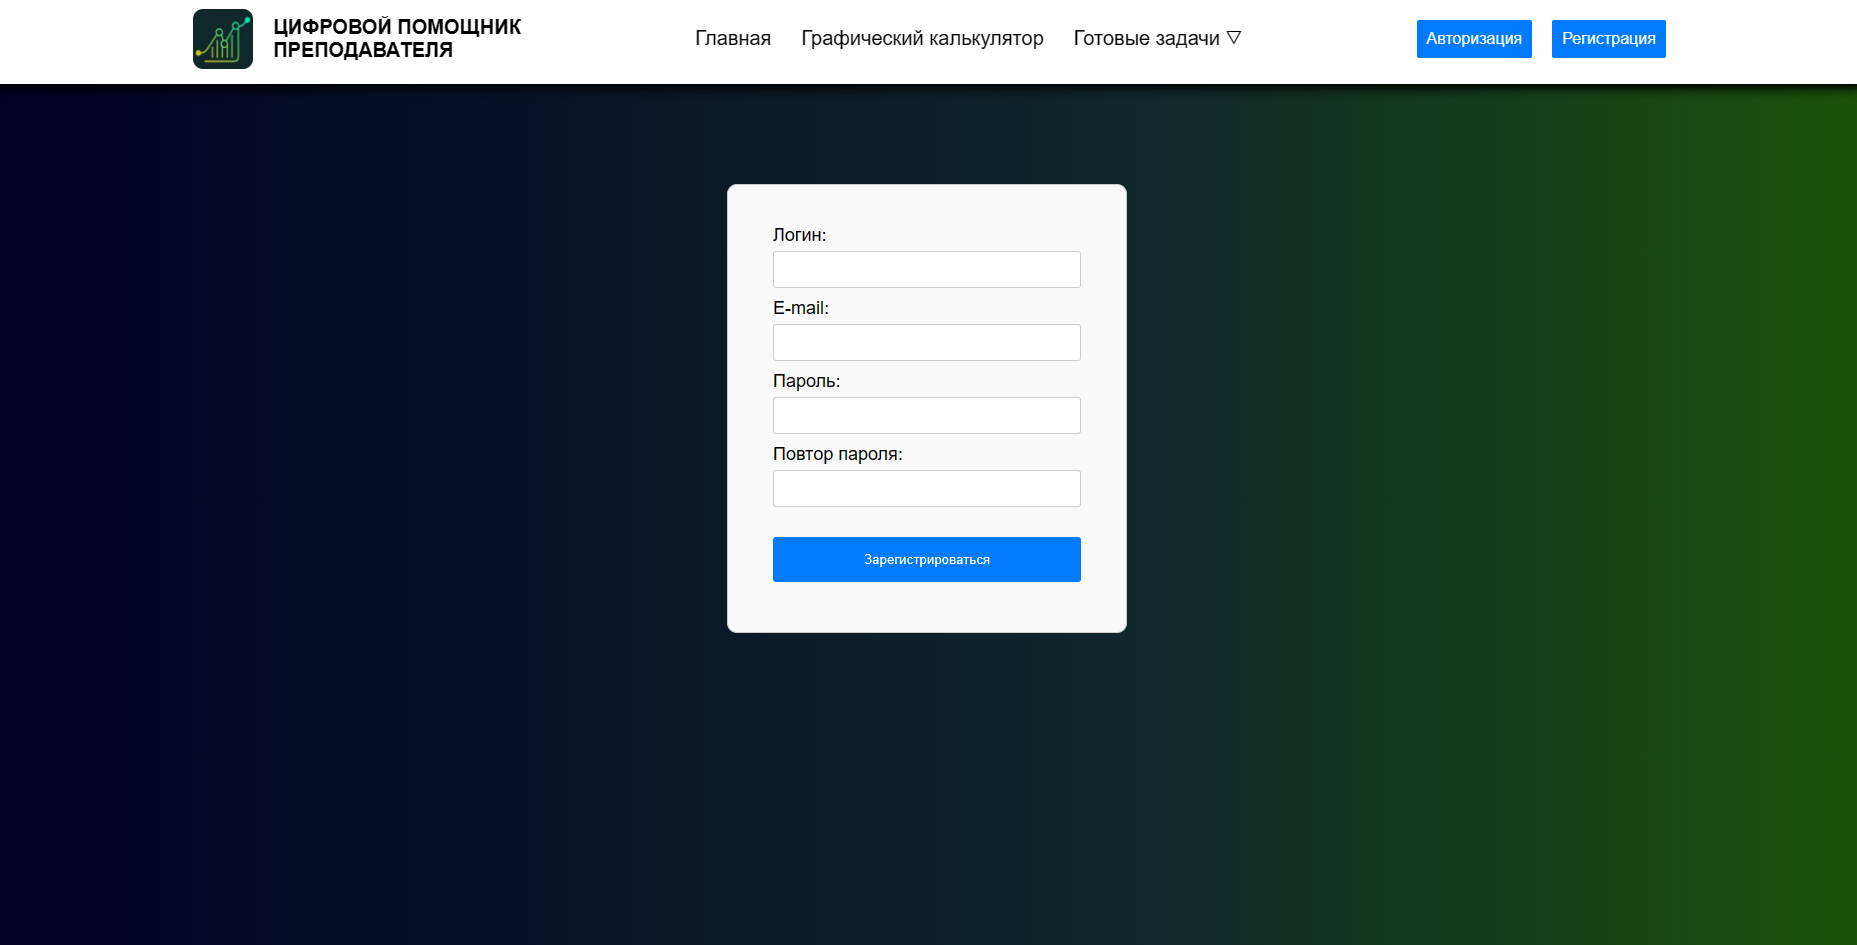 ЦИФРОВОЙ ПОМОЩНИК
ПРЕПОДАВАТЕЛЯ
Главная
Графический калькулятор
Готовые задачи ▽
Авторизация
Регистрация
Логин:
E-mail:
Пароль:
Повтор пароля:
Зарегистрироваться